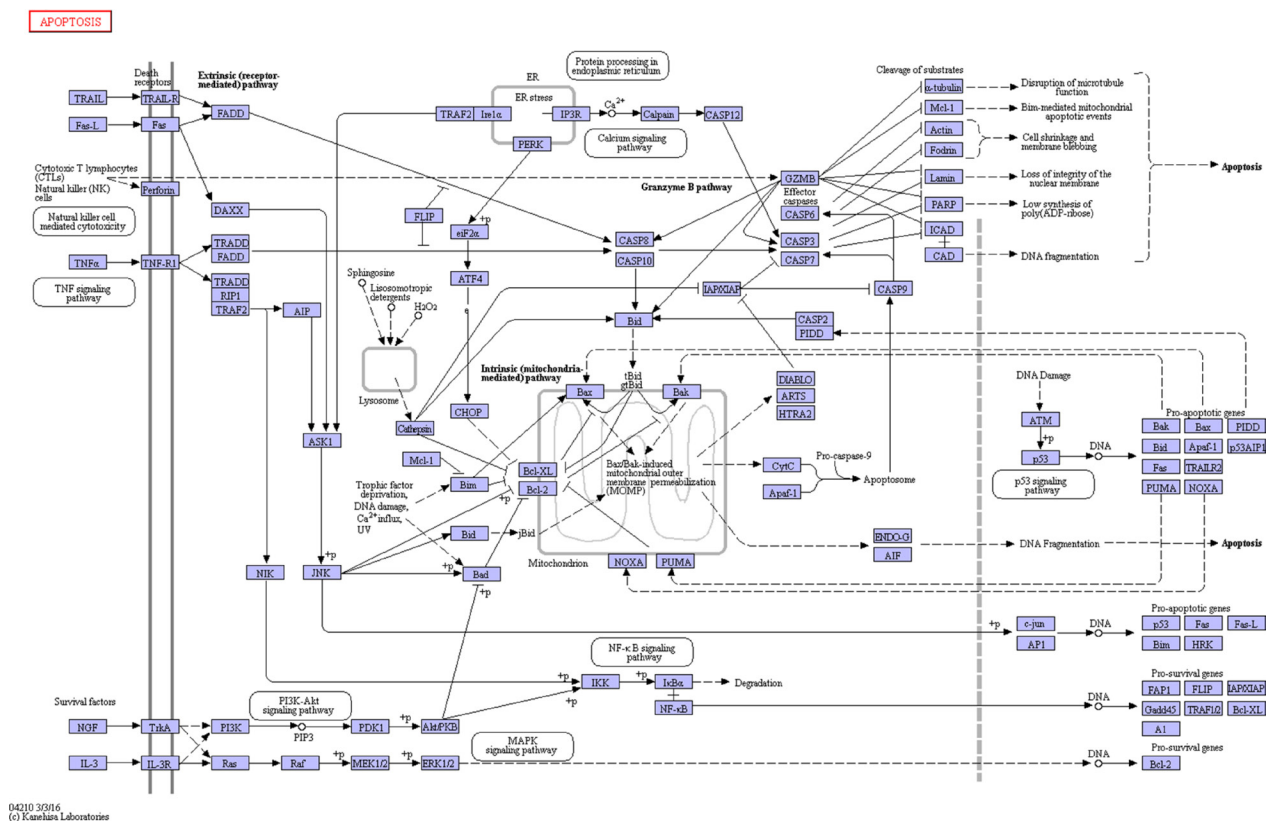 APOPTOSIS
Death
receptors
Extrinsic (receptor-
mediated) pathway
TRAIL
TRAIL-R
Fas-L
Fas
FADD
ER
ER stress
TRAF2
Ire1α
IP3R
PERK
Protein processing in
endoplasmic reticulum
Ca2+
Calpain
CASP12
Calcium signaling
pathway
Cleavage of substrates
α-tubulin
Disruption of microtubule
function
Mcl-1
Bim-mediated mitochondrial
apoptotic events
Actin
Fodrin
Cell shrinkage and
membrane blebbing
Lamin
Loss of integrity of the
nuclear membrane
PARP
Low synthesis of
poly(ADP-ribose)
ICAD
CAD
DNA fragmentation
Apoptosis
Cytotoxic T lymphocytes
(CTLs)
Natural killer (NK)
cells
Perforin
Natural killer cell
mediated cytotoxicity
DAXX
Granzyme B pathway
GZMB
Effector
caspases
CASP6
CASP3
CASP7
FLIP
+p
eiF2α
ATF4
CASP8
CASP10
TNFα
TNF-R1
TNF signaling
pathway
TRADD
FADD
TRADD
RIP1
TRAF2
AIP
Sphingosine
Lisosomotropic
detergents
H2O2
Lysosome
IAP/XIAP
CASP9
Bid
CASP2
PIDD
Intrinsic (mitochondria-
mediated) pathway
tBid
gtBid
Bax
Bak
DIABLO
ARTS
HTRA2
CHOP
Cathepsin
ASK1
Mcl-1
Bim
Bcl-XL
Bcl-2
+p
Bax/Bak-induced
mitochondrial outer
membrane permeabilization
(MOMP)
CytC
Apaf-1
Pro-caspase-9
Apoptosome
Trophic factor
deprivation,
DNA damage,
Ca2+ influx,
UV
Bid
jBid
+p
+p
Bad
+p
Mitochondrion
NOXA
PUMA
ENDO-G
AIF
DNA Fragmentation
Apoptosis
DNA Damage
ATM
+p
p53
p53 signaling
pathway
DNA
Pro-apoptotic genes
Bak
Bax
PIDD
Bid
Apaf-1
p53AIP1
Fas
TRAILR2
PUMA
NOXA
NIK
+p
JNK
+p
c-jun
AP1
DNA
Pro-apoptotic genes
p53
Fas
Fas-L
Bim
HRK
NF-κB signaling
pathway
+p
IKK
+p
+p
IκBα
Degradation
NF-κB
DNA
Pro-survival genes
FAP1
FLIP
IAP/XIAP
Gadd45
TRAF1/2
Bcl-XL
A1
Survival factors
NGF
TrkA
PI3K
PI3K-Akt
signaling pathway
PIP3
PDK1
+p
Akt/PKB
MAPK
signaling pathway
IL-3
IL-3R
Ras
Raf
+p
MEK1/2
+p
ERK1/2
DNA
Pro-survival genes
Bcl-2
04210 3/3/16
(c) Kanehisa Laboratories